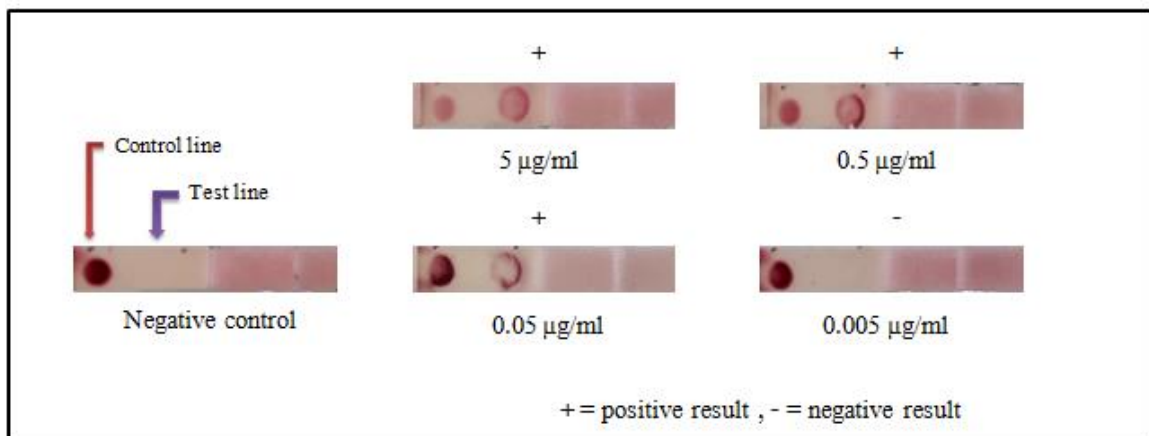 + +
5 µg/ml 0.5 µg/ml
Control line
Test line
+ -
Negative control 0.05 µg/ml 0.005 µg/ml
+ = positive result , - = negative result